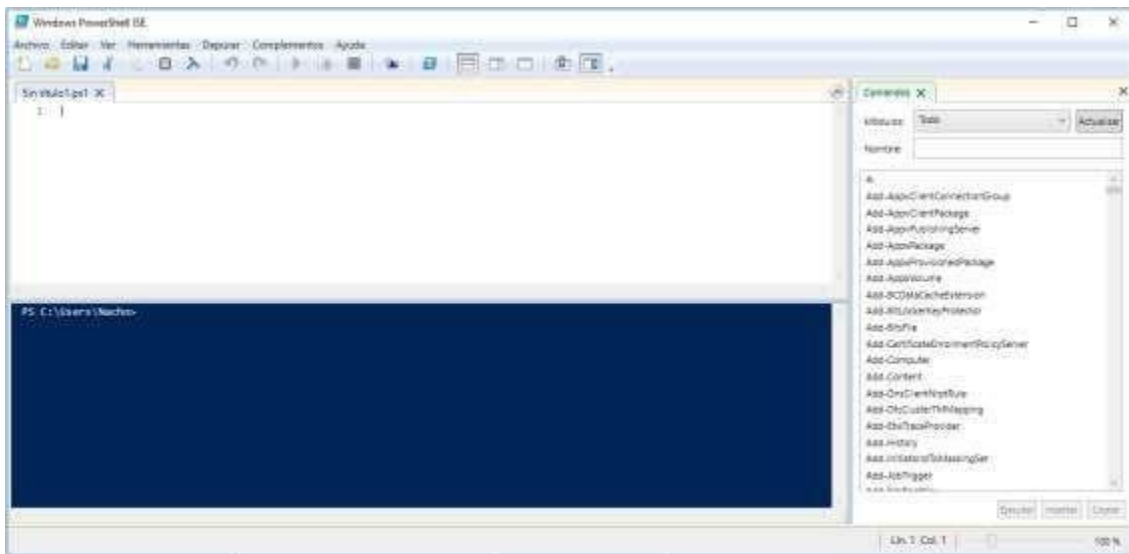 Windows PowerShell ISE
Archivo Editar Ver Herramientas Depurar Complementos Ayuda
Sin título1.ps1 X
1
PS C:\Users\Nacho>
Comandos X
Módulos: Todo Actualizar
Nombre:
A:
Add-AppvClientConnectionGroup
Add-AppvClientPackage
Add-AppvPublishingServer
Add-AppxPackage
Add-AppxProvisionedPackage
Add-AppxVolume
Add-BCDataCacheExtension
Add-BitLockerKeyProtector
Add-BitsFile
Add-CertificateEnrollmentPolicyServer
Add-Computer
Add-Content
Add-DnsClientNrptRule
Add-DtcClusterTMMapping
Add-EtwTraceProvider
Add-History
Add-InitiatorIdToMaskingSet
Add-JobTrigger
Ejecutar Insertar Copiar
Lín. 1 Col. 1
100 %